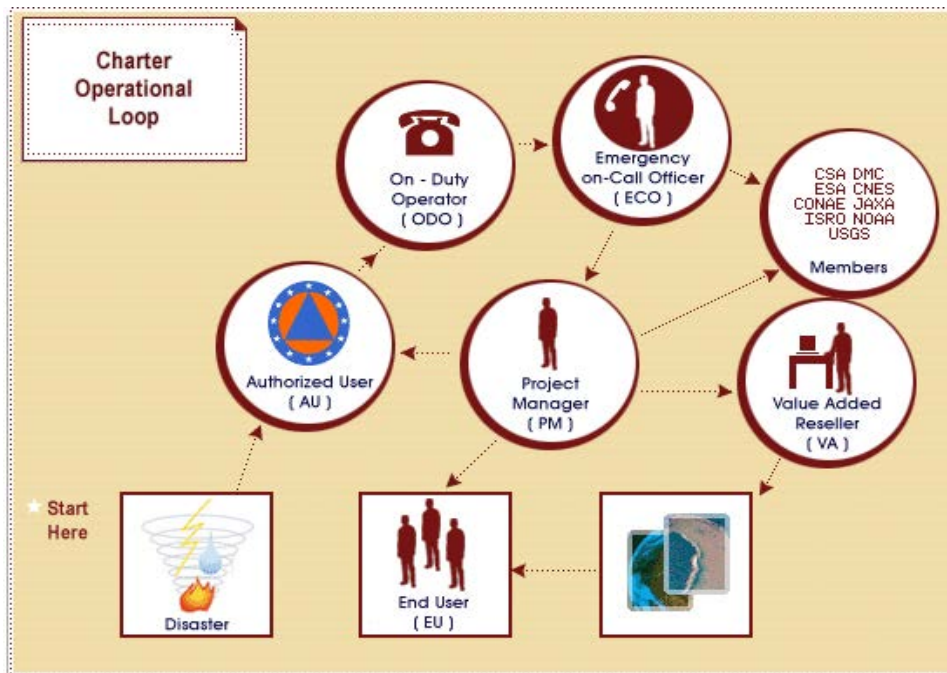 Charter
Operational
Loop
On - Duty
Operator
( ODO )
Emergency
on-Call Officer
( ECO )
CSA DMC
ESA CNES
CONAE JAXA
ISRO NOAA
USGS
Members
Authorized User
( AU )
Project
Manager
( PM )
Value Added
Reseller
( VA )
Start
Here
Disaster
End User
( EU )